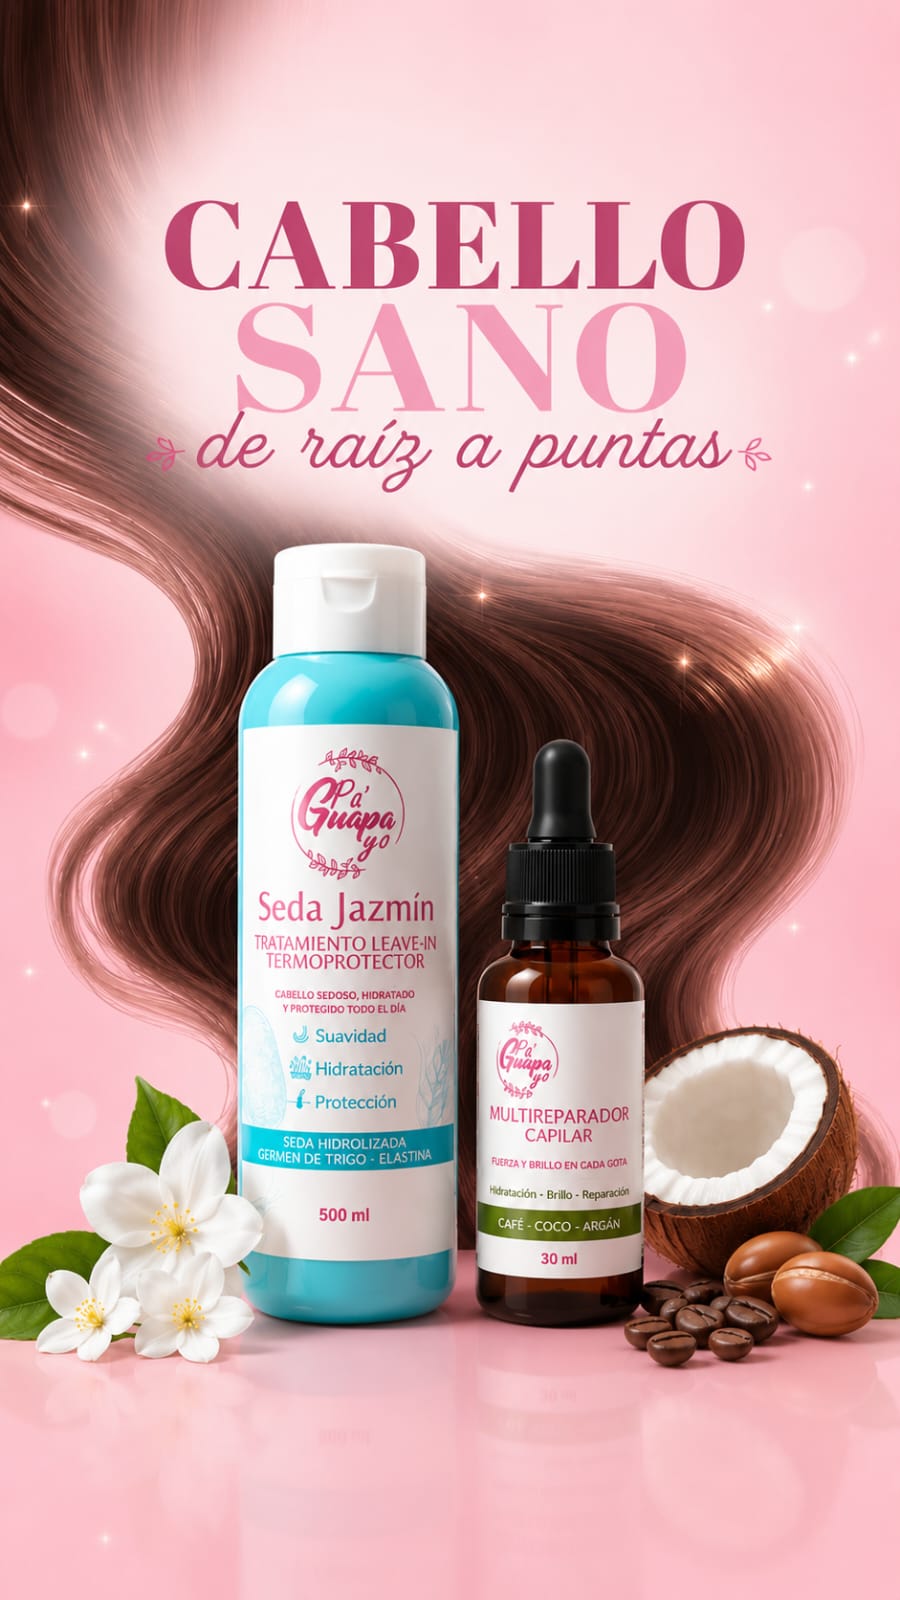 CABELLO
SANO
de raíz a puntas
Pa'
Guapa
yo
Seda Jazmín
TRATAMIENTO LEAVE-IN
TERMOPROTECTOR
CABELLO SEDOSO, HIDRATADO
Y PROTEGIDO TODO EL DÍA
Suavidad
Hidratación
Protección
SEDA HIDROLIZADA
GERMEN DE TRIGO - ELASTINA
500 ml
Pa'
Guapa
yo
MULTIREPARADOR
CAPILAR
FUERZA Y BRILLO EN CADA GOTA
Hidratación - Brillo - Reparación
CAFÉ - COCO - ARGÁN
30 ml